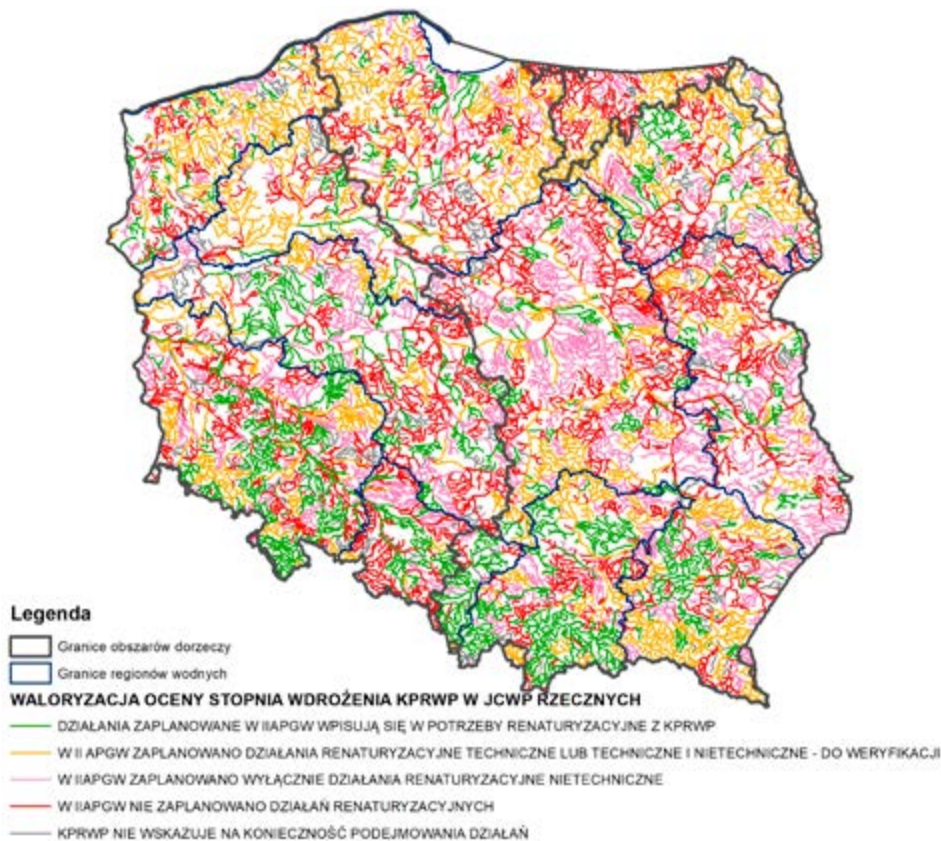 Legenda
Granice obszarów dorzeczy
Granice regionów wodnych
WALORYZACJA OCENY STOPNIA WDROŻENIA KPRWP W JCWP RZECZNYCH
DZIAŁANIA ZAPLANOWANE W IIAPGW WPISUJĄ SIĘ W POTRZEBY RENATURYZACYJNE Z KPRWP
W II APGW ZAPLANOWANO DZIAŁANIA RENATURYZACYJNE TECHNICZNE LUB TECHNICZNE I NIETECHNICZNE - DO WERYFIKACJI
W IIAPGW ZAPLANOWANO WYŁĄCZNIE DZIAŁANIA RENATURYZACYJNE NIETECHNICZNE
W IIAPGW NIE ZAPLANOWANO DZIAŁAŃ RENATURYZACYJNYCH
KPRWP NIE WSKAZUJE NA KONIECZNOŚĆ PODEJMOWANIA DZIAŁAŃ